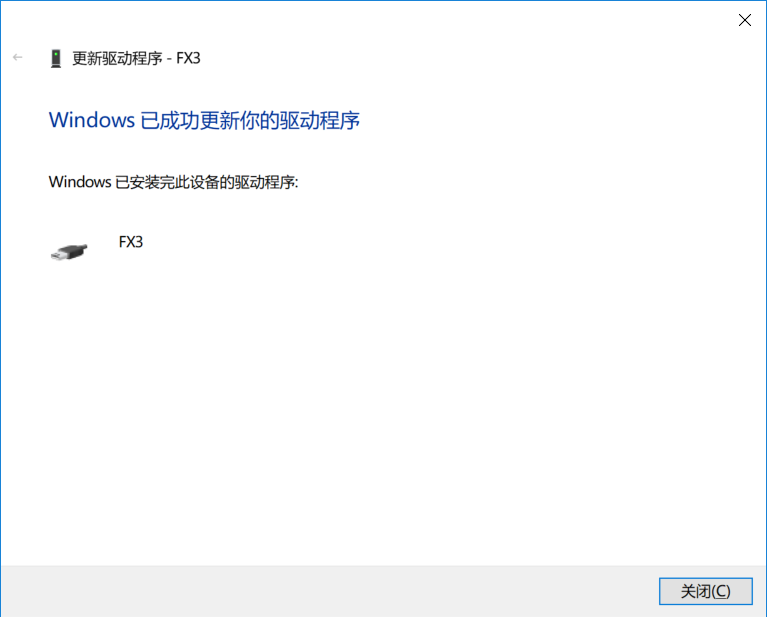 更新驱动程序 - FX3
Windows 已成功更新你的驱动程序
Windows 已安装完此设备的驱动程序:
FX3
关闭(C)